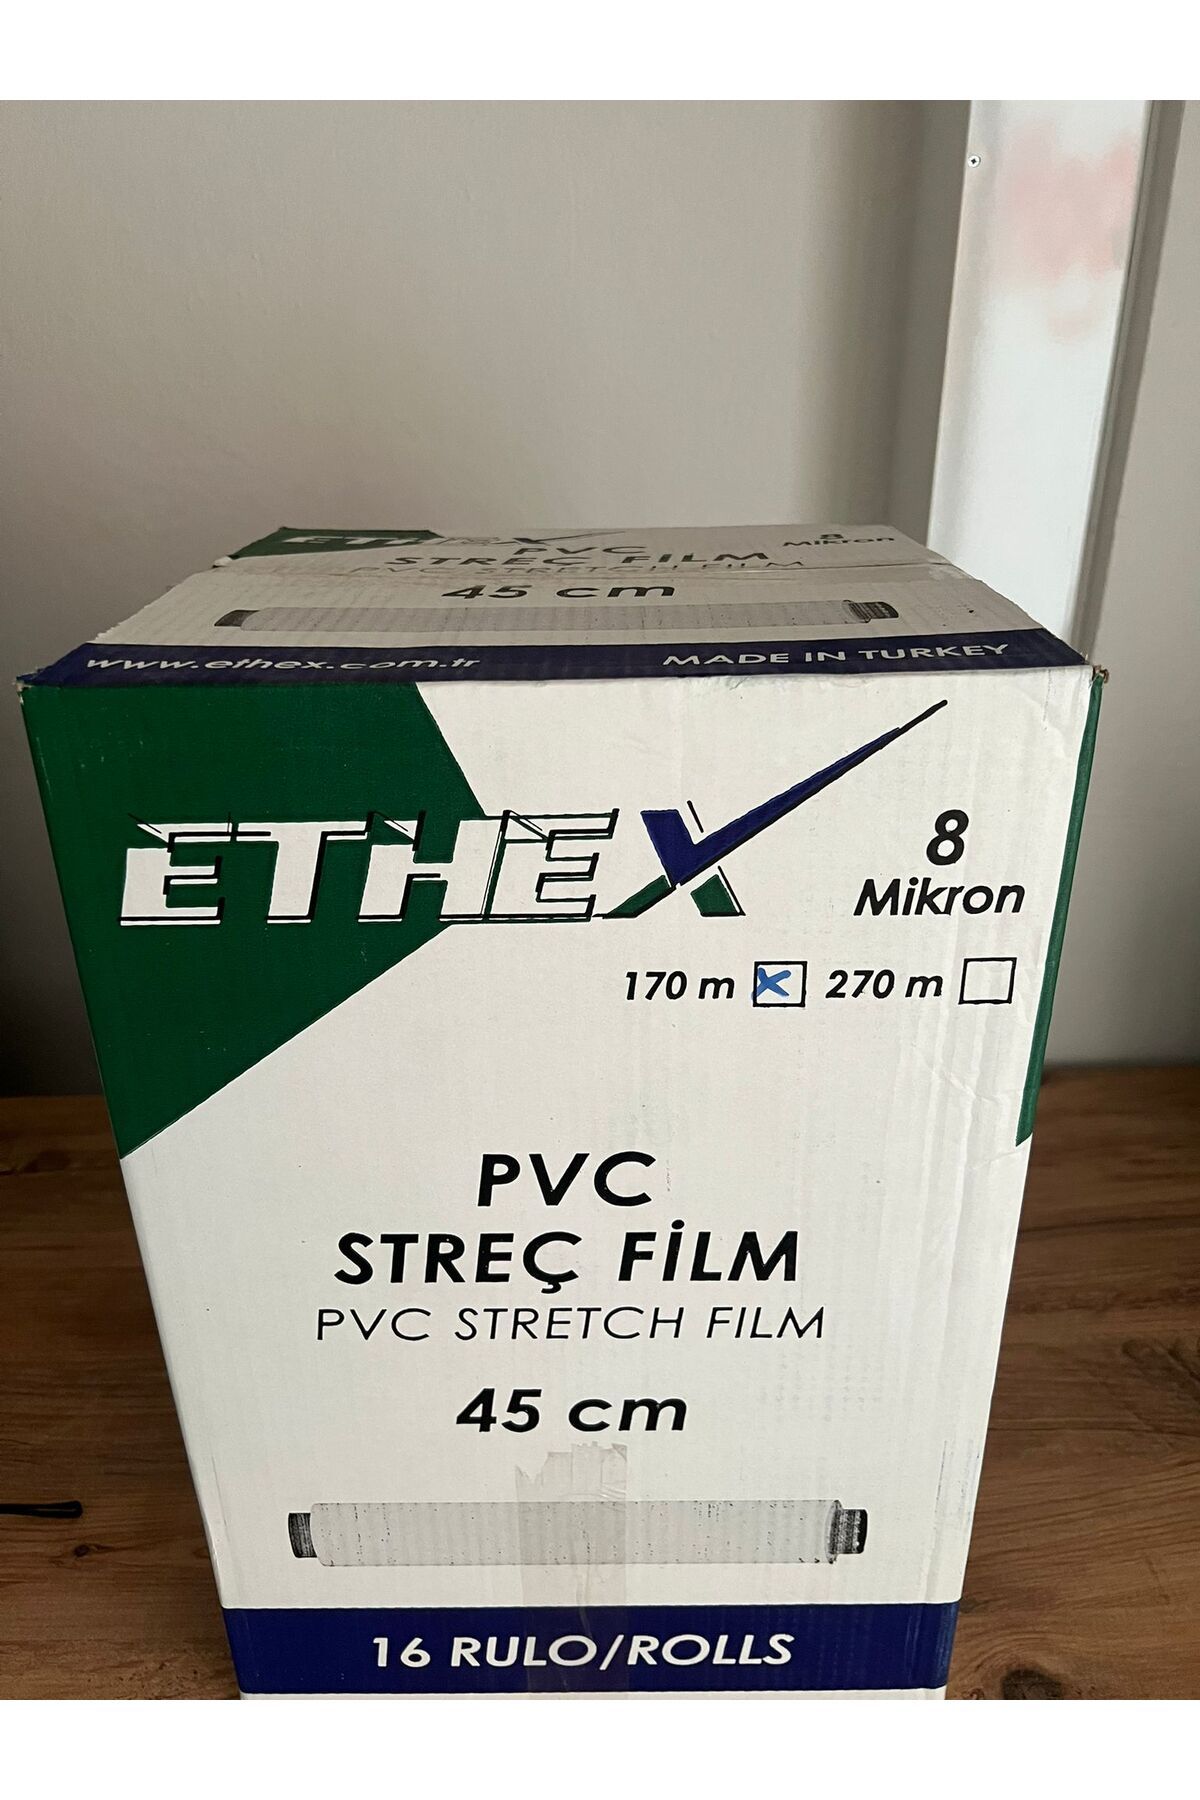 ETHEX
PVC
8
Mikron
STREÇ FİLM
PVC STRETCH FILM
45 cm
www.ethex.com.tr MADE IN TURKEY
ETHEX
8
Mikron
170 m 270 m
PVC
STREÇ FİLM
PVC STRETCH FILM
45 cm
16 RULO/ROLLS